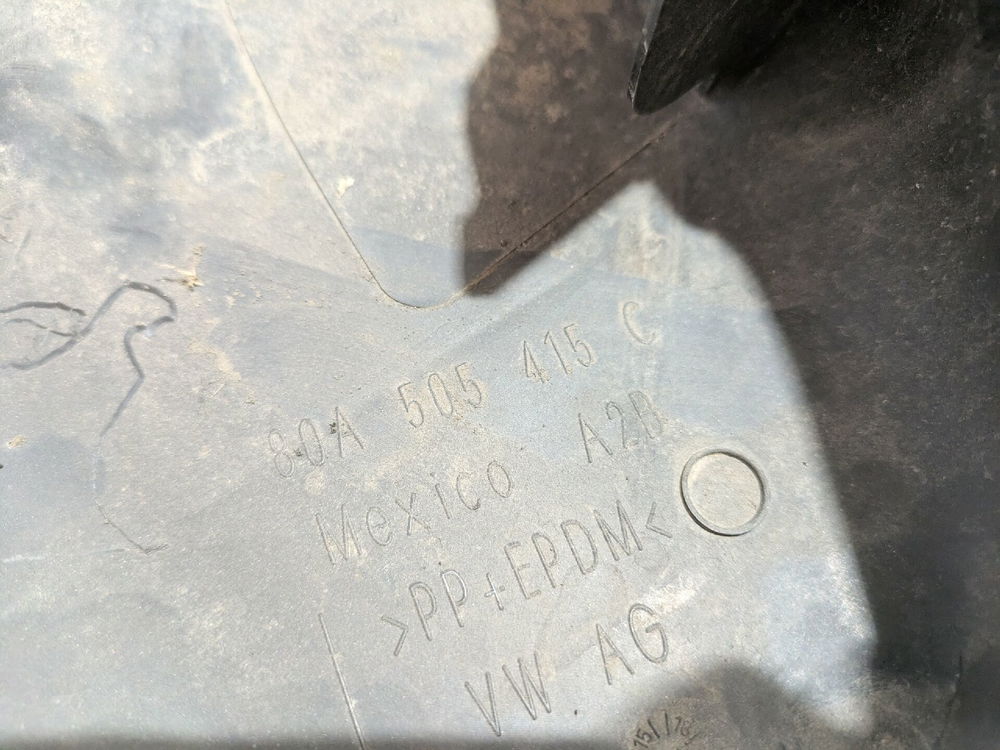 80A 505 415 C
Mexico A2B
>PP+EPDM<
VW AG